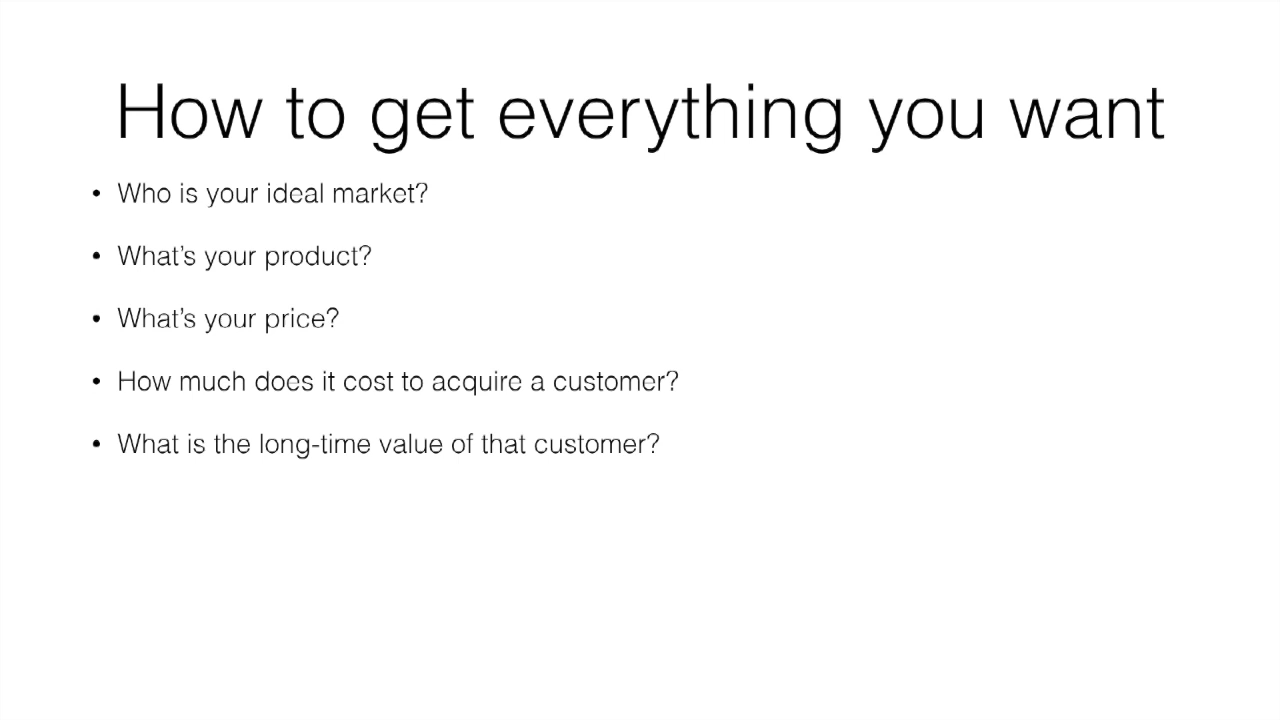 How to get everything you want
• Who is your ideal market?
• What’s your product?
• What’s your price?
• How much does it cost to acquire a customer?
• What is the long-time value of that customer?